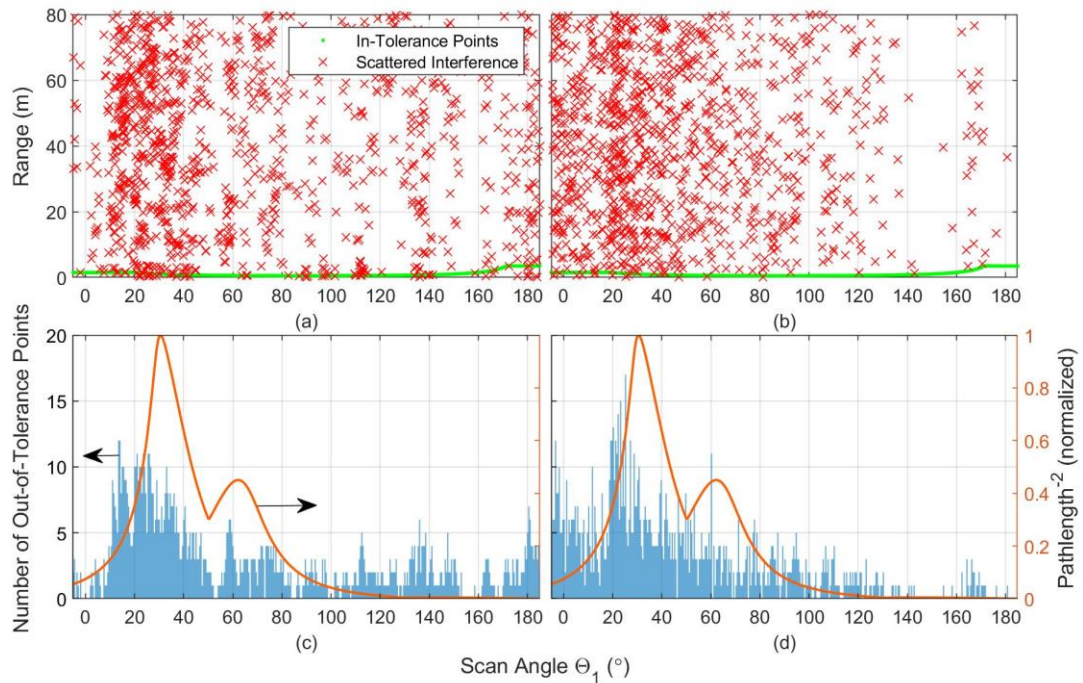 80
60
40
20
0
Range (m)
In-Tolerance Points
Scattered Interference
0 20 40 60 80 100 120 140 160 180
0 20 40 60 80 100 120 140 160 180
(a)
(b)
20
15
10
5
0
Number of Out-of-Tolerance Points
1
0.8
0.6
0.4
0.2
0
Pathlength⁻² (normalized)
0 20 40 60 80 100 120 140 160 180
0 20 40 60 80 100 120 140 160 180
(c)
(d)
Scan Angle Θ₁ (°)